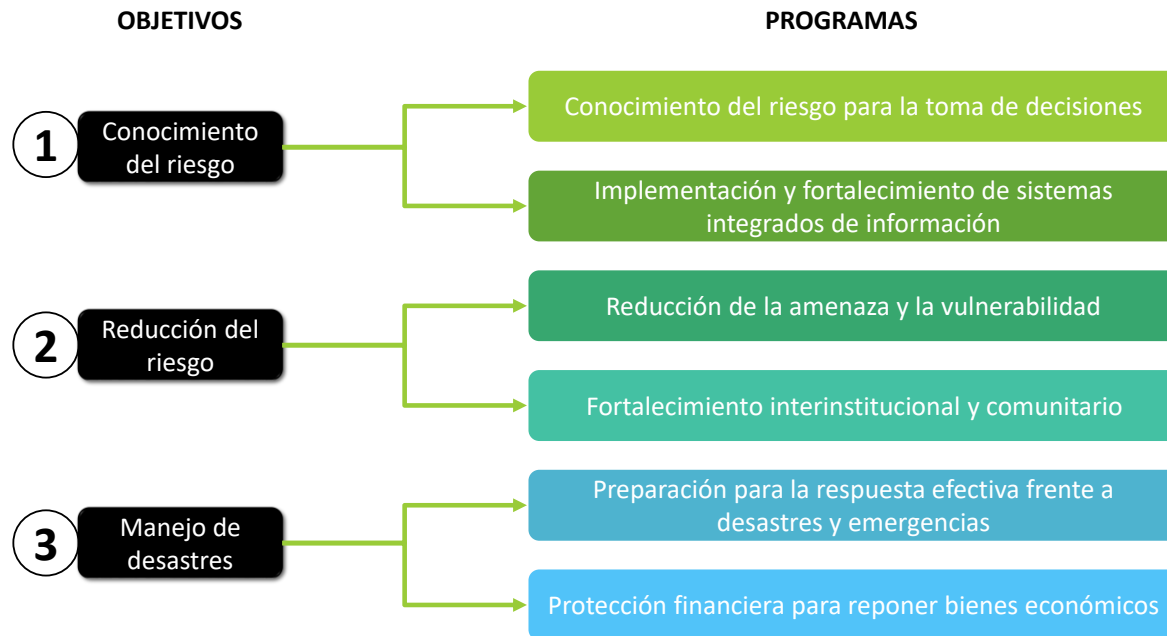 OBJETIVOS
PROGRAMAS
1
Conocimiento
del riesgo
Conocimiento del riesgo para la toma de decisiones
Implementación y fortalecimiento de sistemas
integrados de información
2
Reducción del
riesgo
Reducción de la amenaza y la vulnerabilidad
Fortalecimiento interinstitucional y comunitario
3
Manejo de
desastres
Preparación para la respuesta efectiva frente a
desastres y emergencias
Protección financiera para reponer bienes económicos